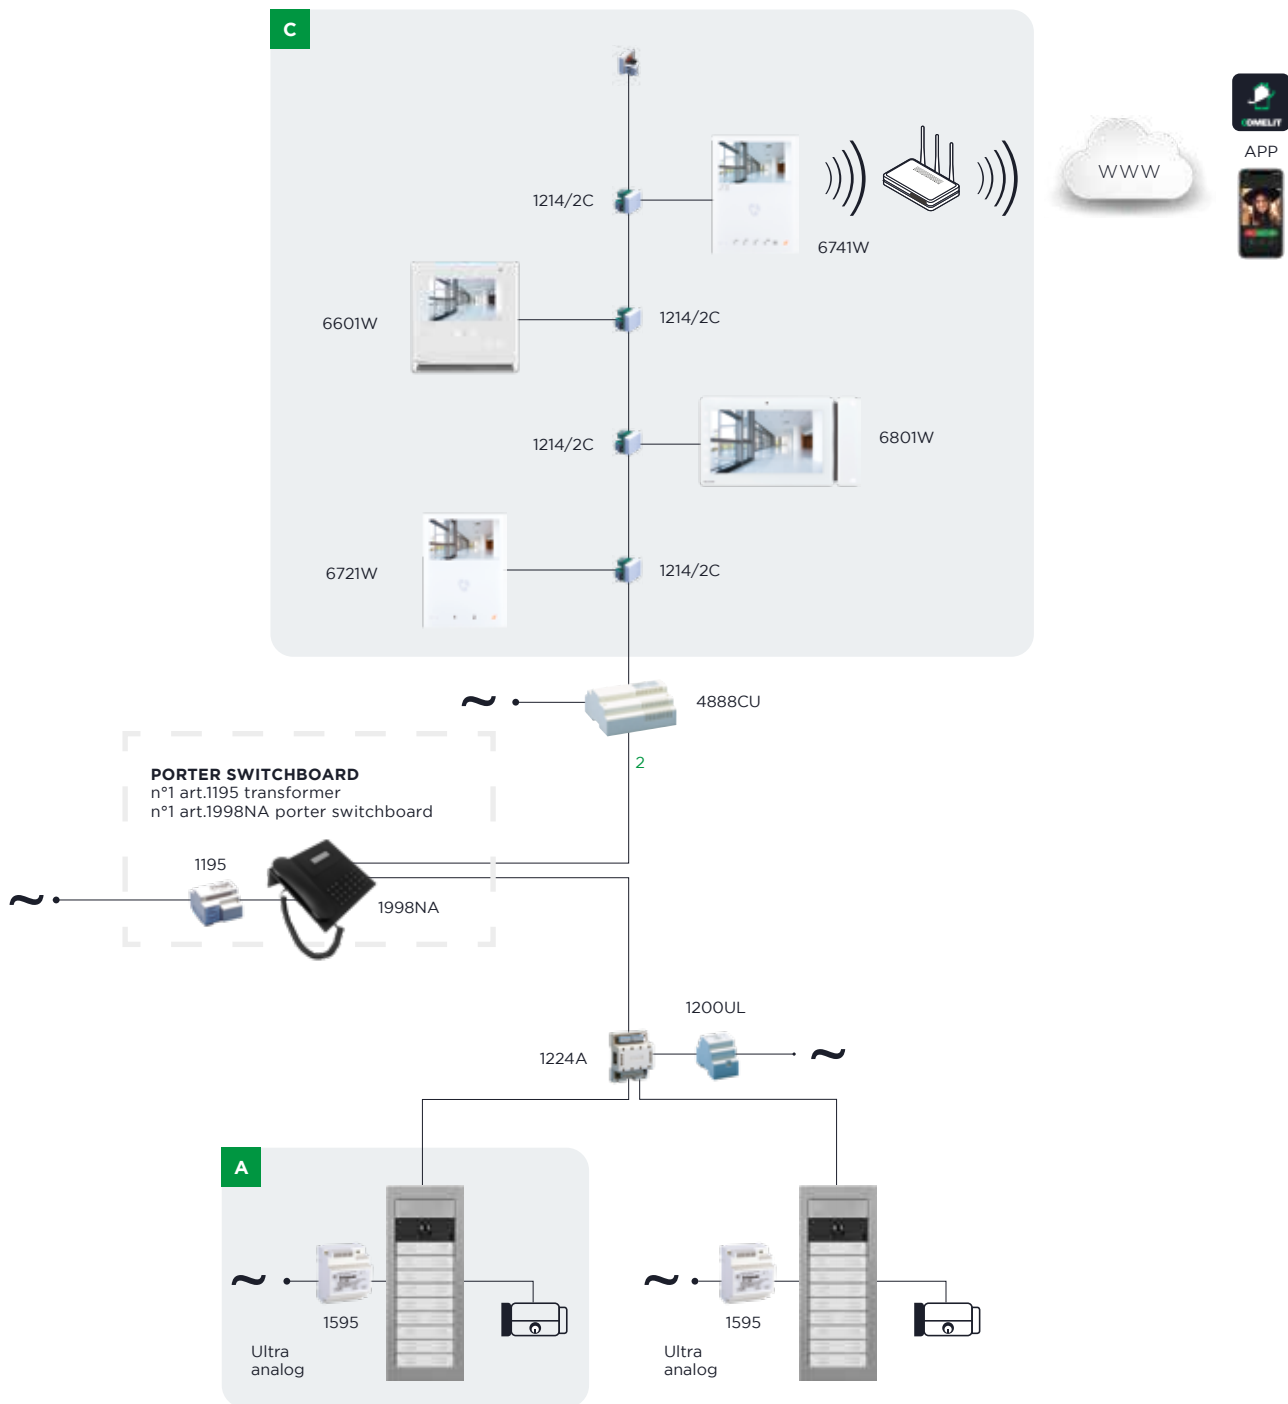 C
COMELIT
APP
WWW
1214/2C
6741W
6601W
1214/2C
1214/2C
6801W
6721W
1214/2C
4888CU
2
PORTER SWITCHBOARD
n°1 art.1195 transformer
n°1 art.1998NA porter switchboard
1195
1998NA
1200UL
1224A
A
1595
Ultra
analog
1595
Ultra
analog